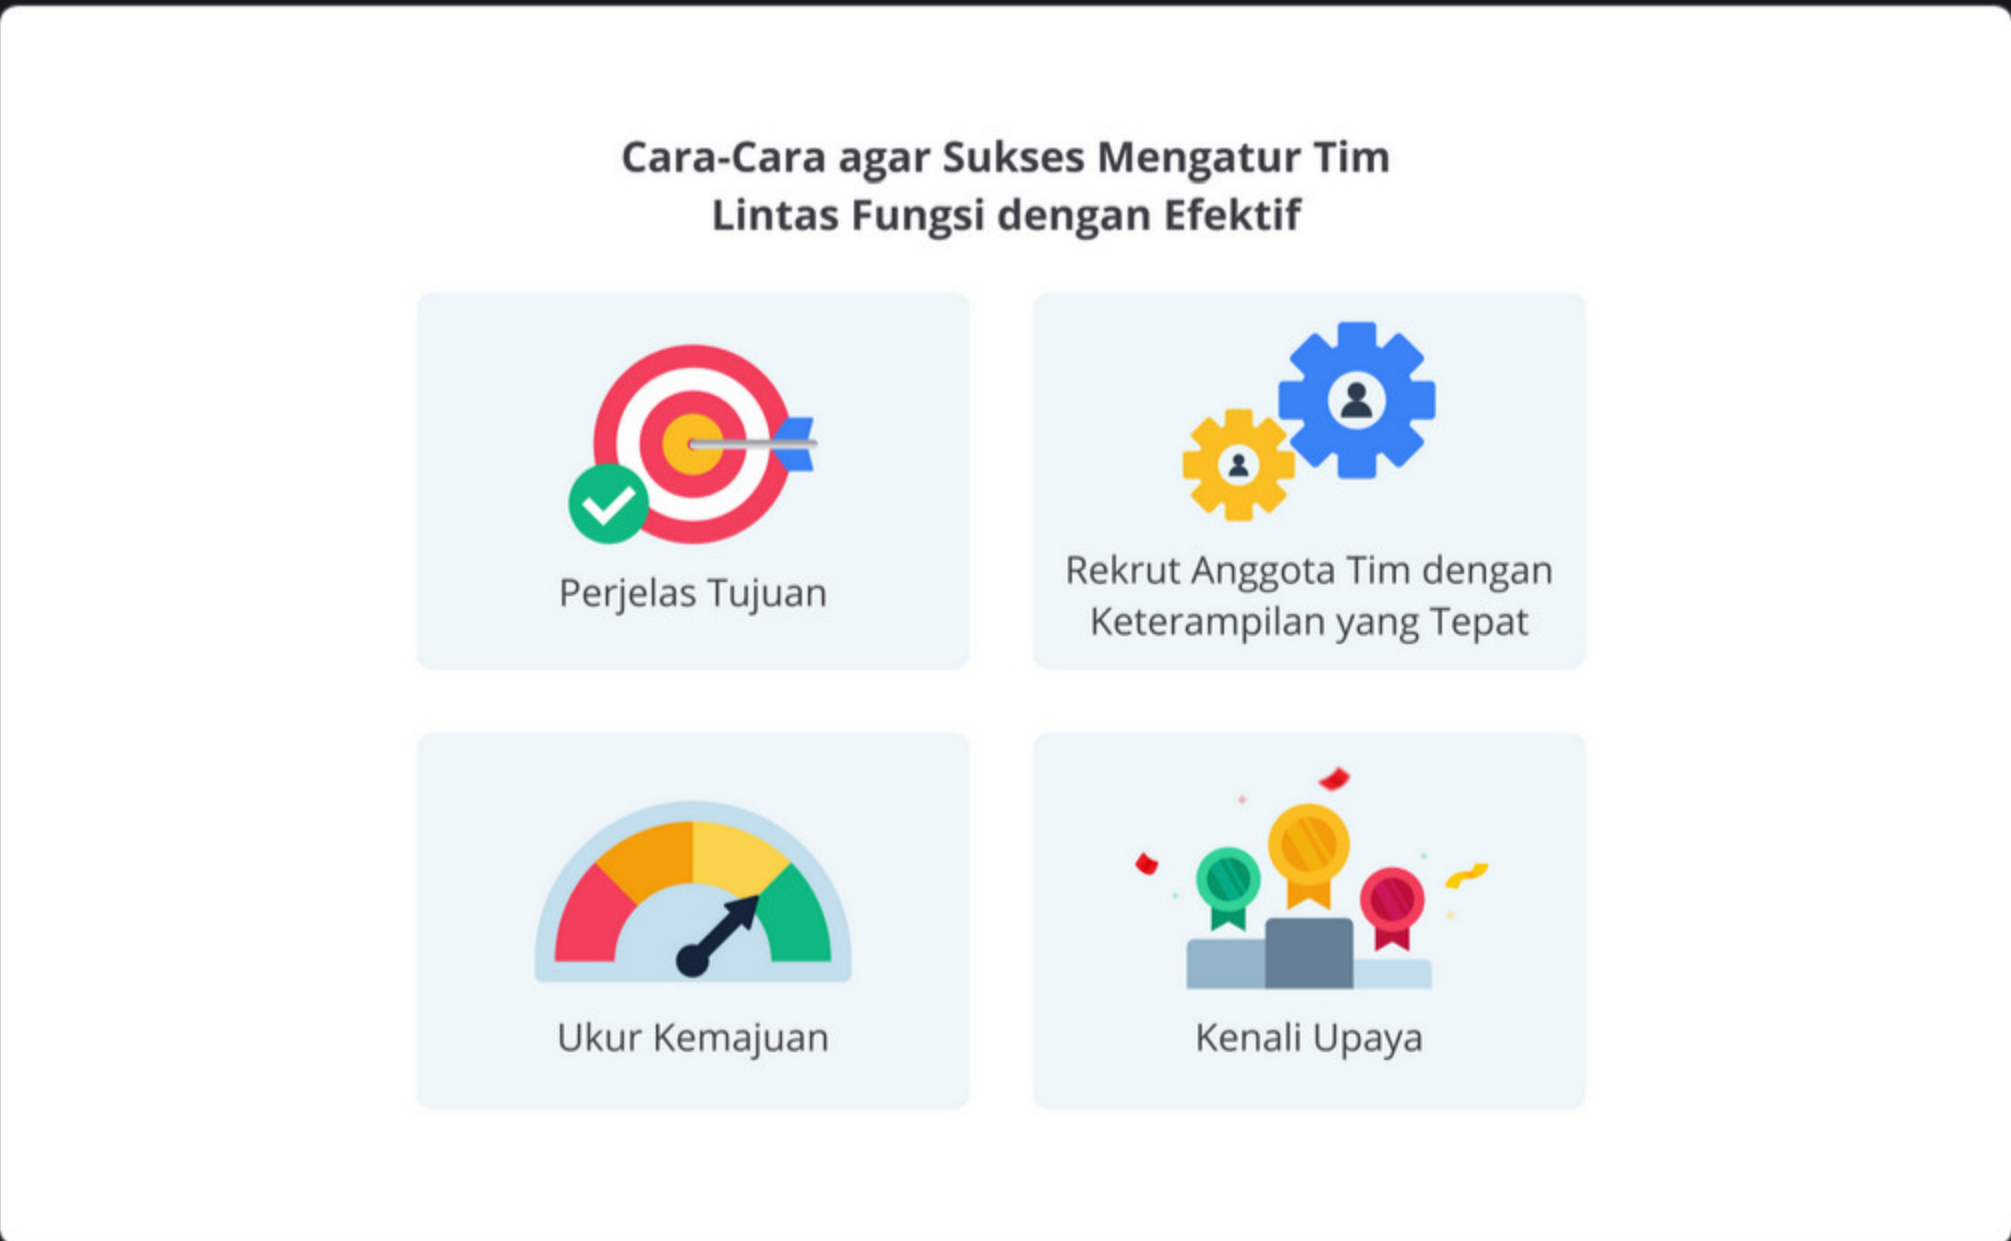 Cara-Cara agar Sukses Mengatur Tim
Lintas Fungsi dengan Efektif
Perjelas Tujuan
Rekrut Anggota Tim dengan
Keterampilan yang Tepat
Ukur Kemajuan
Kenali Upaya